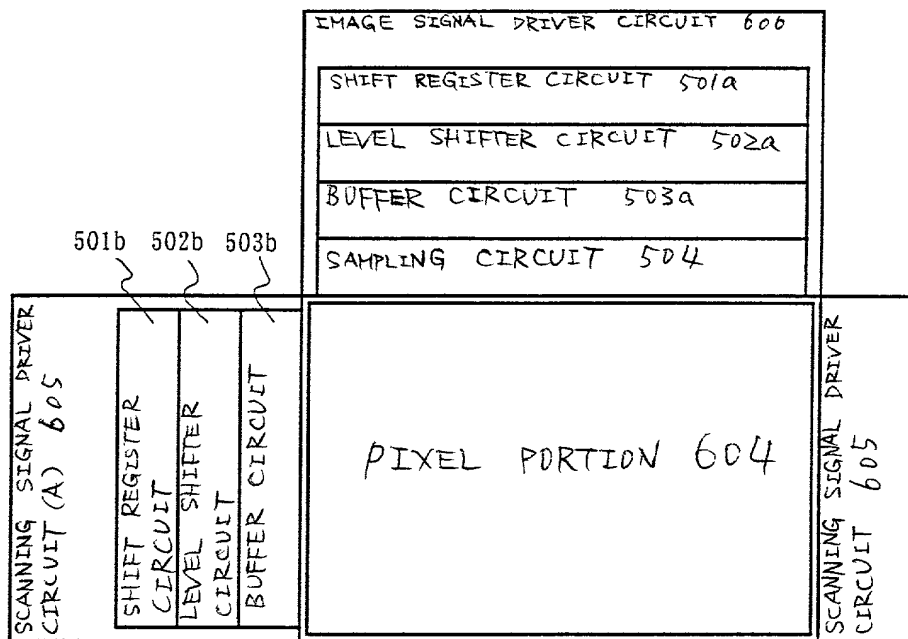 IMAGE SIGNAL DRIVER CIRCUIT 606
SHIFT REGISTER CIRCUIT 501a
LEVEL SHIFTER CIRCUIT 502a
BUFFER CIRCUIT 503a
SAMPLING CIRCUIT 504
501b 502b 503b
SCANNING SIGNAL DRIVER
CIRCUIT (A) 605
SHIFT REGISTER
CIRCUIT
LEVEL SHIFTER
CIRCUIT
BUFFER CIRCUIT
PIXEL PORTION 604
SCANNING SIGNAL DRIVER
CIRCUIT 605